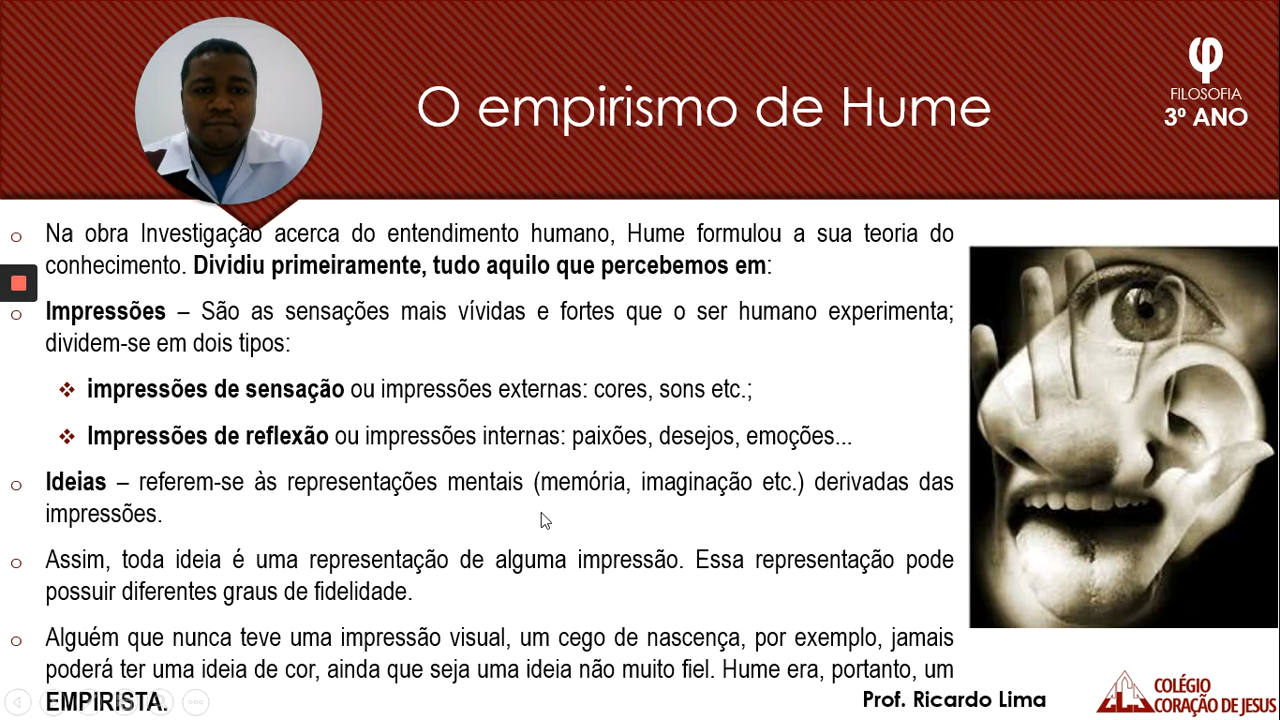 O empirismo de Hume
φ
FILOSOFIA
3º ANO
Na obra Investigação acerca do entendimento humano, Hume formulou a sua teoria do
conhecimento. Dividiu primeiramente, tudo aquilo que percebemos em:
Impressões – São as sensações mais vívidas e fortes que o ser humano experimenta;
dividem-se em dois tipos:
impressões de sensação ou impressões externas: cores, sons etc.;
Impressões de reflexão ou impressões internas: paixões, desejos, emoções...
Ideias – referem-se às representações mentais (memória, imaginação etc.) derivadas das
impressões.
Assim, toda ideia é uma representação de alguma impressão. Essa representação pode
possuir diferentes graus de fidelidade.
Alguém que nunca teve uma impressão visual, um cego de nascença, por exemplo, jamais
poderá ter uma ideia de cor, ainda que seja uma ideia não muito fiel. Hume era, portanto, um
EMPIRISTA.
Prof. Ricardo Lima
COLÉGIO
CORAÇÃO DE JESUS